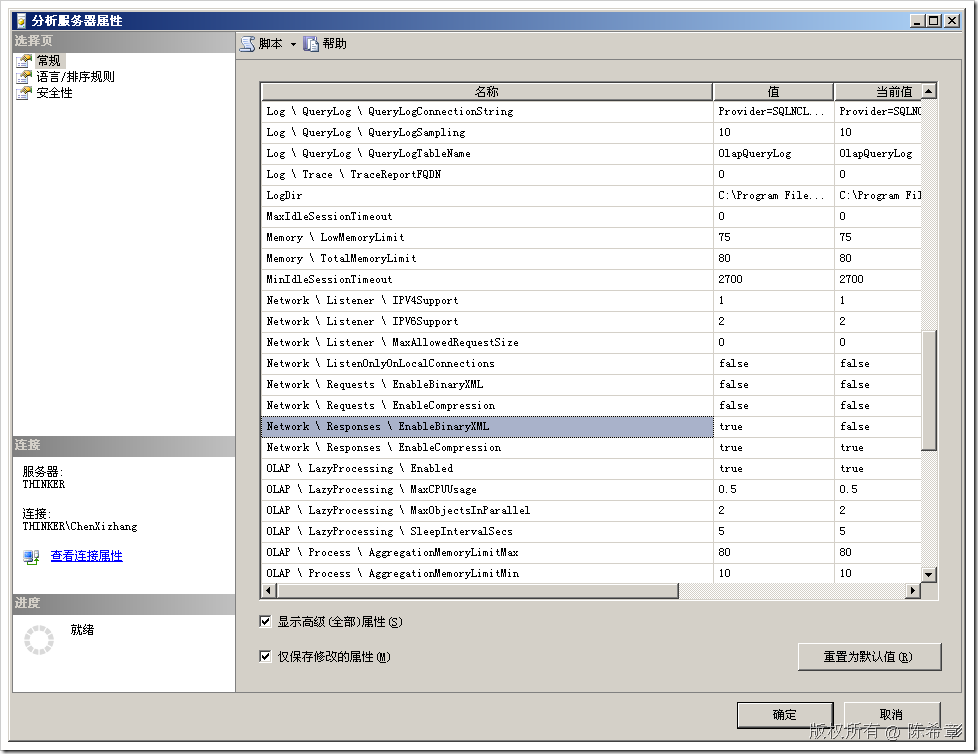 分析服务器属性
选择页
常规
语言/排序规则
安全性
脚本 帮助
名称 值 当前值
Log \ QueryLog \ QueryLogConnectionString Provider=SQLNCL... Provider=SQLNC
Log \ QueryLog \ QueryLogSampling 10 10
Log \ QueryLog \ QueryLogTableName OlapQueryLog OlapQueryLog
Log \ Trace \ TraceReportFQDN 0 0
LogDir C:\Program File... C:\Program Fil
MaxIdleSessionTimeout 0 0
Memory \ LowMemoryLimit 75 75
Memory \ TotalMemoryLimit 80 80
MinIdleSessionTimeout 2700 2700
Network \ Listener \ IPV4Support 1 1
Network \ Listener \ IPV6Support 2 2
Network \ Listener \ MaxAllowedRequestSize 0 0
Network \ ListenOnlyOnLocalConnections false false
Network \ Requests \ EnableBinaryXML false false
Network \ Requests \ EnableCompression false false
Network \ Responses \ EnableBinaryXML true false
Network \ Responses \ EnableCompression true true
OLAP \ LazyProcessing \ Enabled true true
OLAP \ LazyProcessing \ MaxCPUUsage 0.5 0.5
OLAP \ LazyProcessing \ MaxObjectsInParallel 2 2
OLAP \ LazyProcessing \ SleepIntervalSecs 5 5
OLAP \ Process \ AggregationMemoryLimitMax 80 80
OLAP \ Process \ AggregationMemoryLimitMin 10 10
连接
服务器:
THINKER
连接:
THINKER\ChenXizhang
查看连接属性
进度
就绪
显示高级(全部)属性(S)
仅保存修改的属性(M)
重置为默认值(R)
确定 取消
版权所有 @ 陈希章